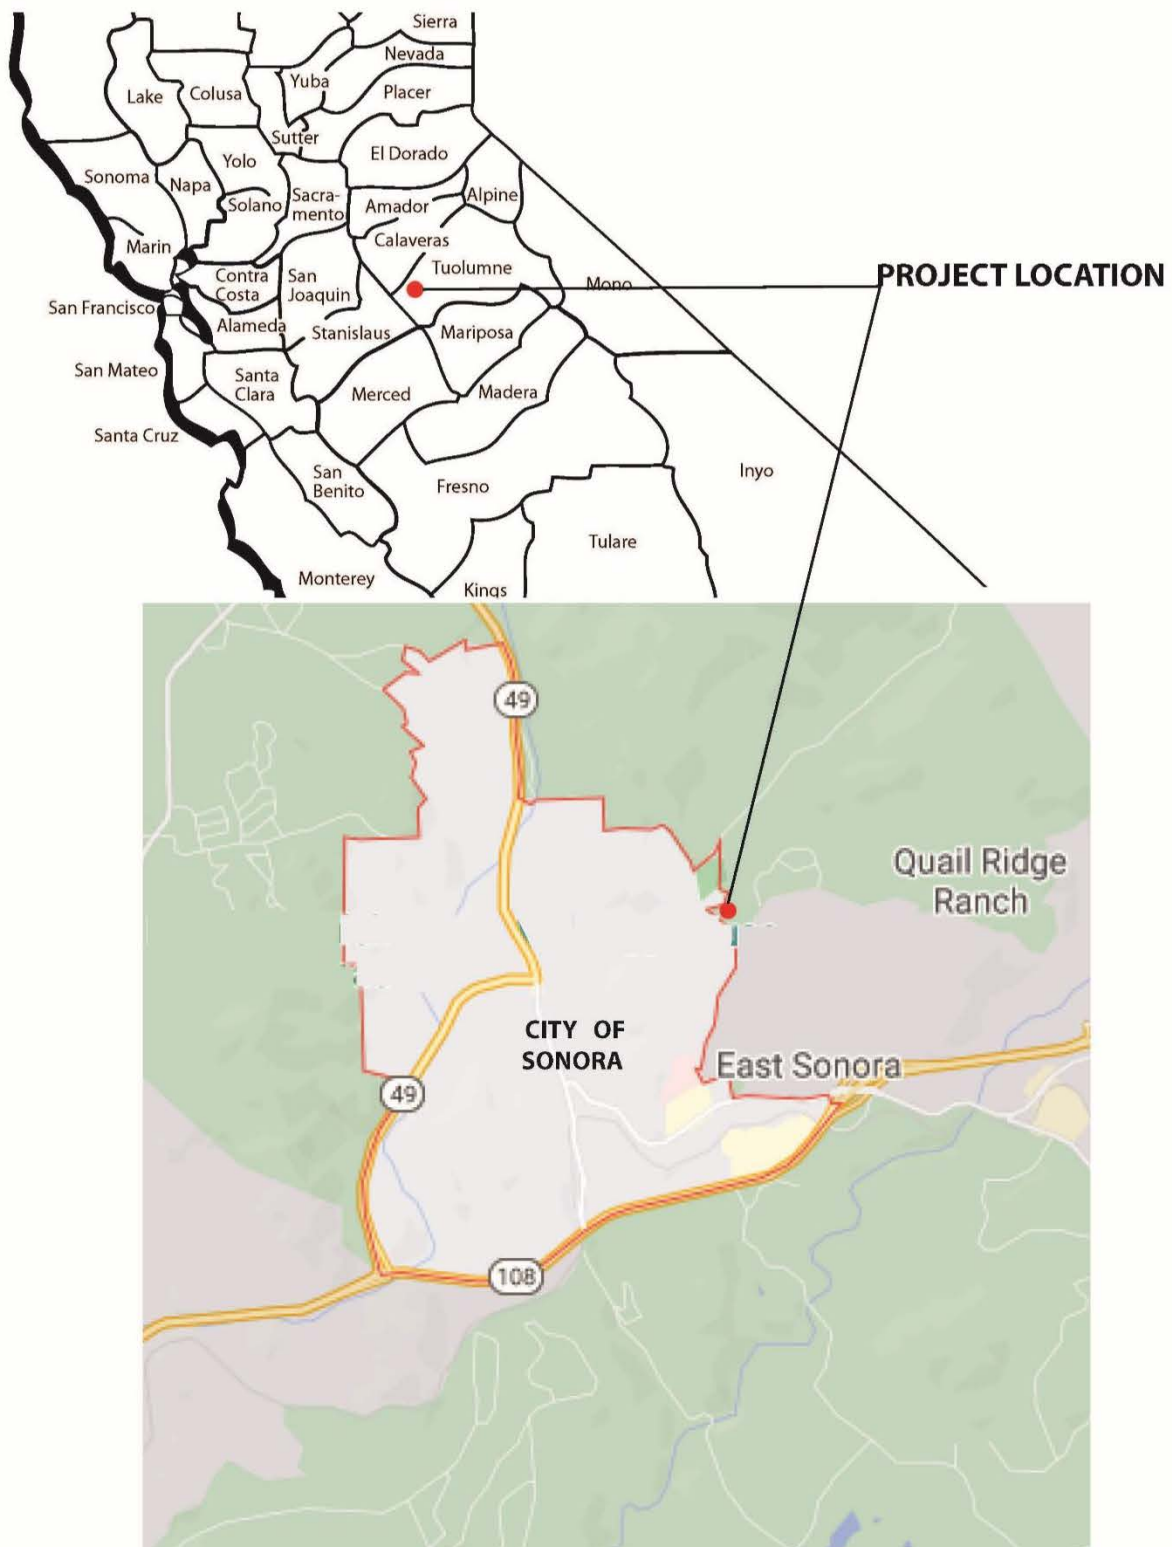 Sierra
Nevada
Yuba
Placer
Lake
Colusa
Sutter
El Dorado
Yolo
Sonoma
Napa
Solano
Sacra-
mento
Amador
Alpine
Marin
Calaveras
Tuolumne
Contra
Costa
San
Joaquin
Mono
PROJECT LOCATION
San Francisco
Alameda
Stanislaus
Mariposa
San Mateo
Santa
Clara
Merced
Madera
Santa Cruz
San
Benito
Fresno
Inyo
Tulare
Monterey
Kings
49
Quail Ridge
Ranch
CITY OF
SONORA
East Sonora
49
108